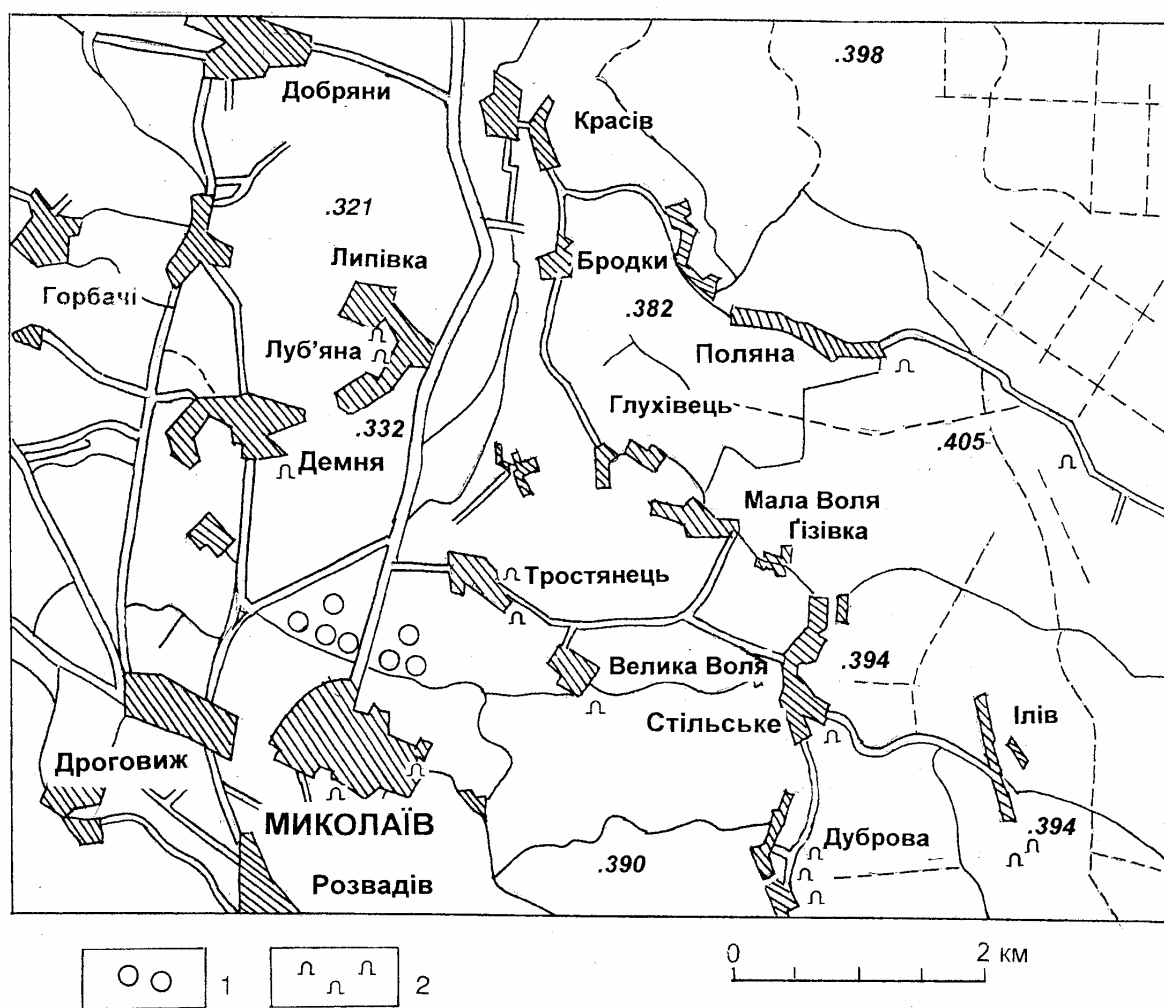 .398
Добряни
Красів
.321
Липівка
Бродки
Горбачі
.382
Луб’яна
Поляна
Глухівець
.332
.405
Демня
Мала Воля
Ґізівка
Тростянець
Велика Воля
.394
Стільське
Ілів
Дроговиж
МИКОЛАЇВ
Дуброва
.394
.390
Розвадів
1
2
0
2 км